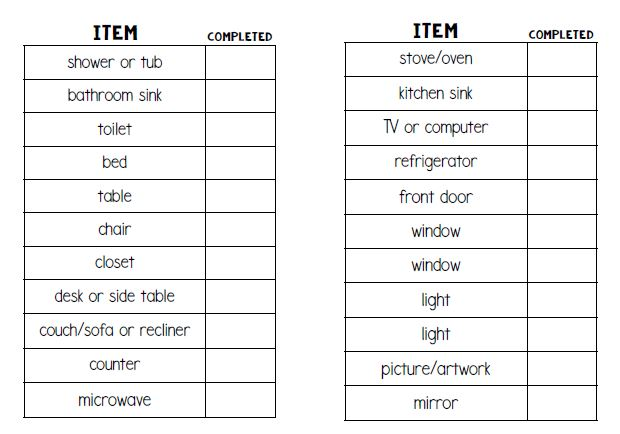 ITEM COMPLETED
shower or tub
bathroom sink
toilet
bed
table
chair
closet
desk or side table
couch/sofa or recliner
counter
microwave
ITEM COMPLETED
stove/oven
kitchen sink
TV or computer
refrigerator
front door
window
window
light
light
picture/artwork
mirror